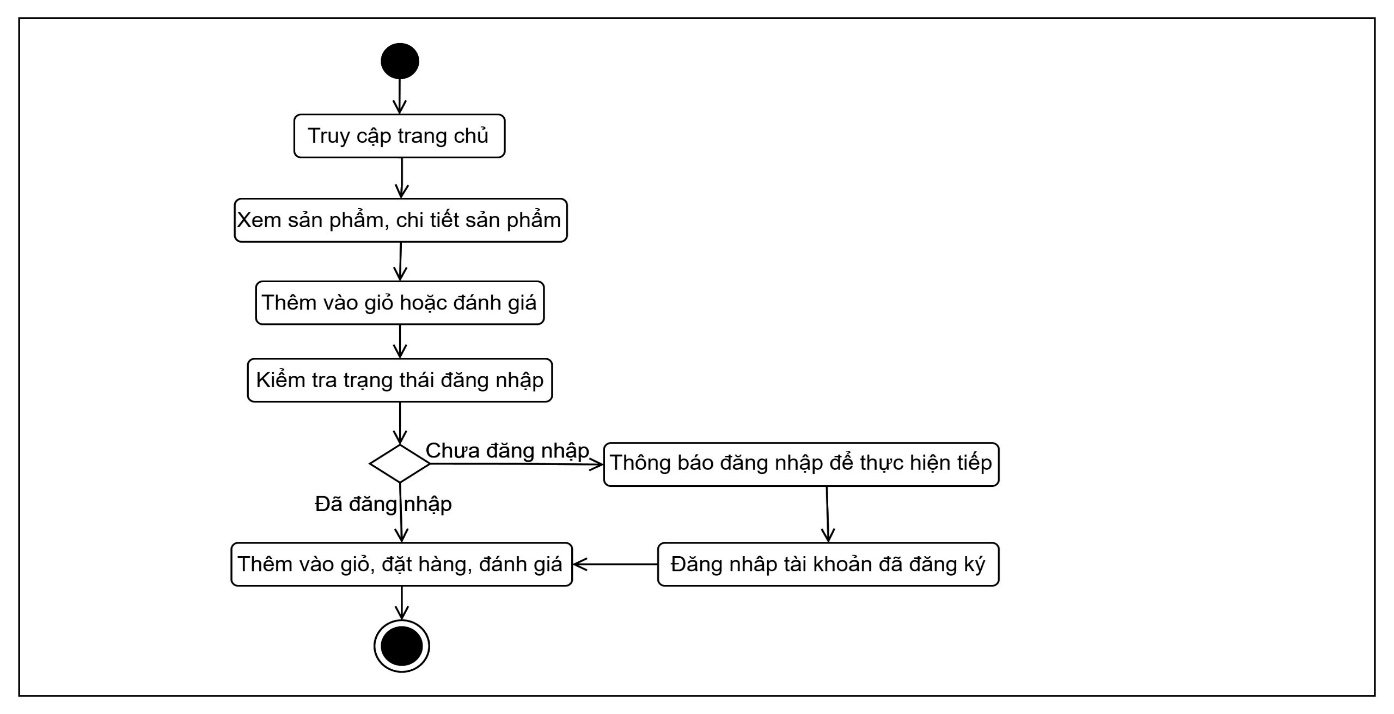 Truy cập trang chủ
Xem sản phẩm, chi tiết sản phẩm
Thêm vào giỏ hoặc đánh giá
Kiểm tra trạng thái đăng nhập
Chưa đăng nhập
Thông báo đăng nhập để thực hiện tiếp
Đã đăng nhập
Thêm vào giỏ, đặt hàng, đánh giá
Đăng nhâp tài khoản đã đăng ký